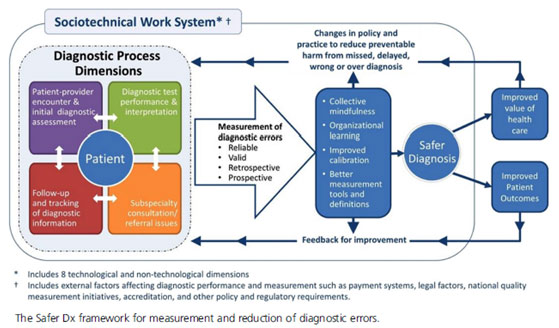 Sociotechnical Work System* †
Diagnostic Process
Dimensions
Patient-provider
encounter &
initial diagnostic
assessment
Diagnostic test
performance &
interpretation
Patient
Follow-up
and tracking
of diagnostic
information
Subspecialty
consultation/
referral issues
Measurement of
diagnostic errors
• Reliable
• Valid
• Retrospective
• Prospective
Changes in policy and
practice to reduce preventable
harm from missed, delayed,
wrong or over diagnosis
• Collective
mindfulness
• Organizational
learning
• Improved
calibration
• Better
measurement
tools and
definitions
Safer
Diagnosis
Improved
value of
health
care
Improved
Patient
Outcomes
Feedback for improvement
* Includes 8 technological and non-technological dimensions
† Includes external factors affecting diagnostic performance and measurement such as payment systems, legal factors, national quality
measurement initiatives, accreditation, and other policy and regulatory requirements.
The Safer Dx framework for measurement and reduction of diagnostic errors.